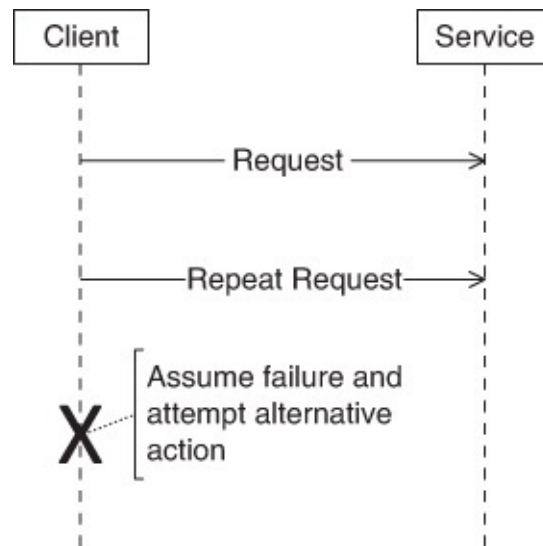 Client
Service
Request
Repeat Request
Assume failure and
attempt alternative
action
X